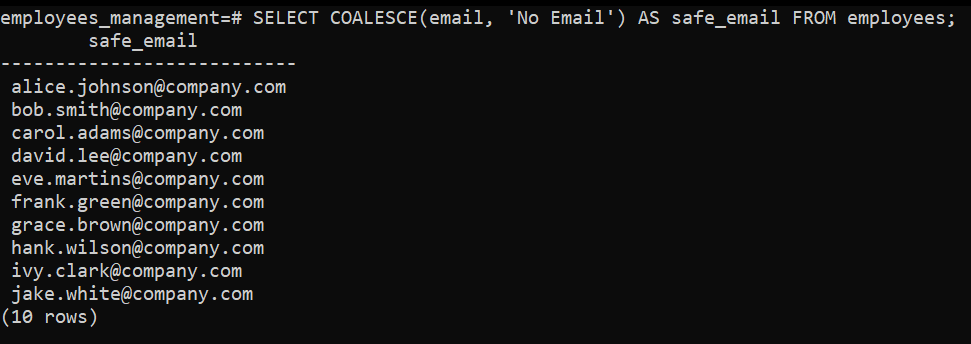 employees_management=# SELECT COALESCE(email, 'No Email') AS safe_email FROM employees;
safe_email
---------------------------
alice.johnson@company.com
bob.smith@company.com
carol.adams@company.com
david.lee@company.com
eve.martins@company.com
frank.green@company.com
grace.brown@company.com
hank.wilson@company.com
ivy.clark@company.com
jake.white@company.com
(10 rows)